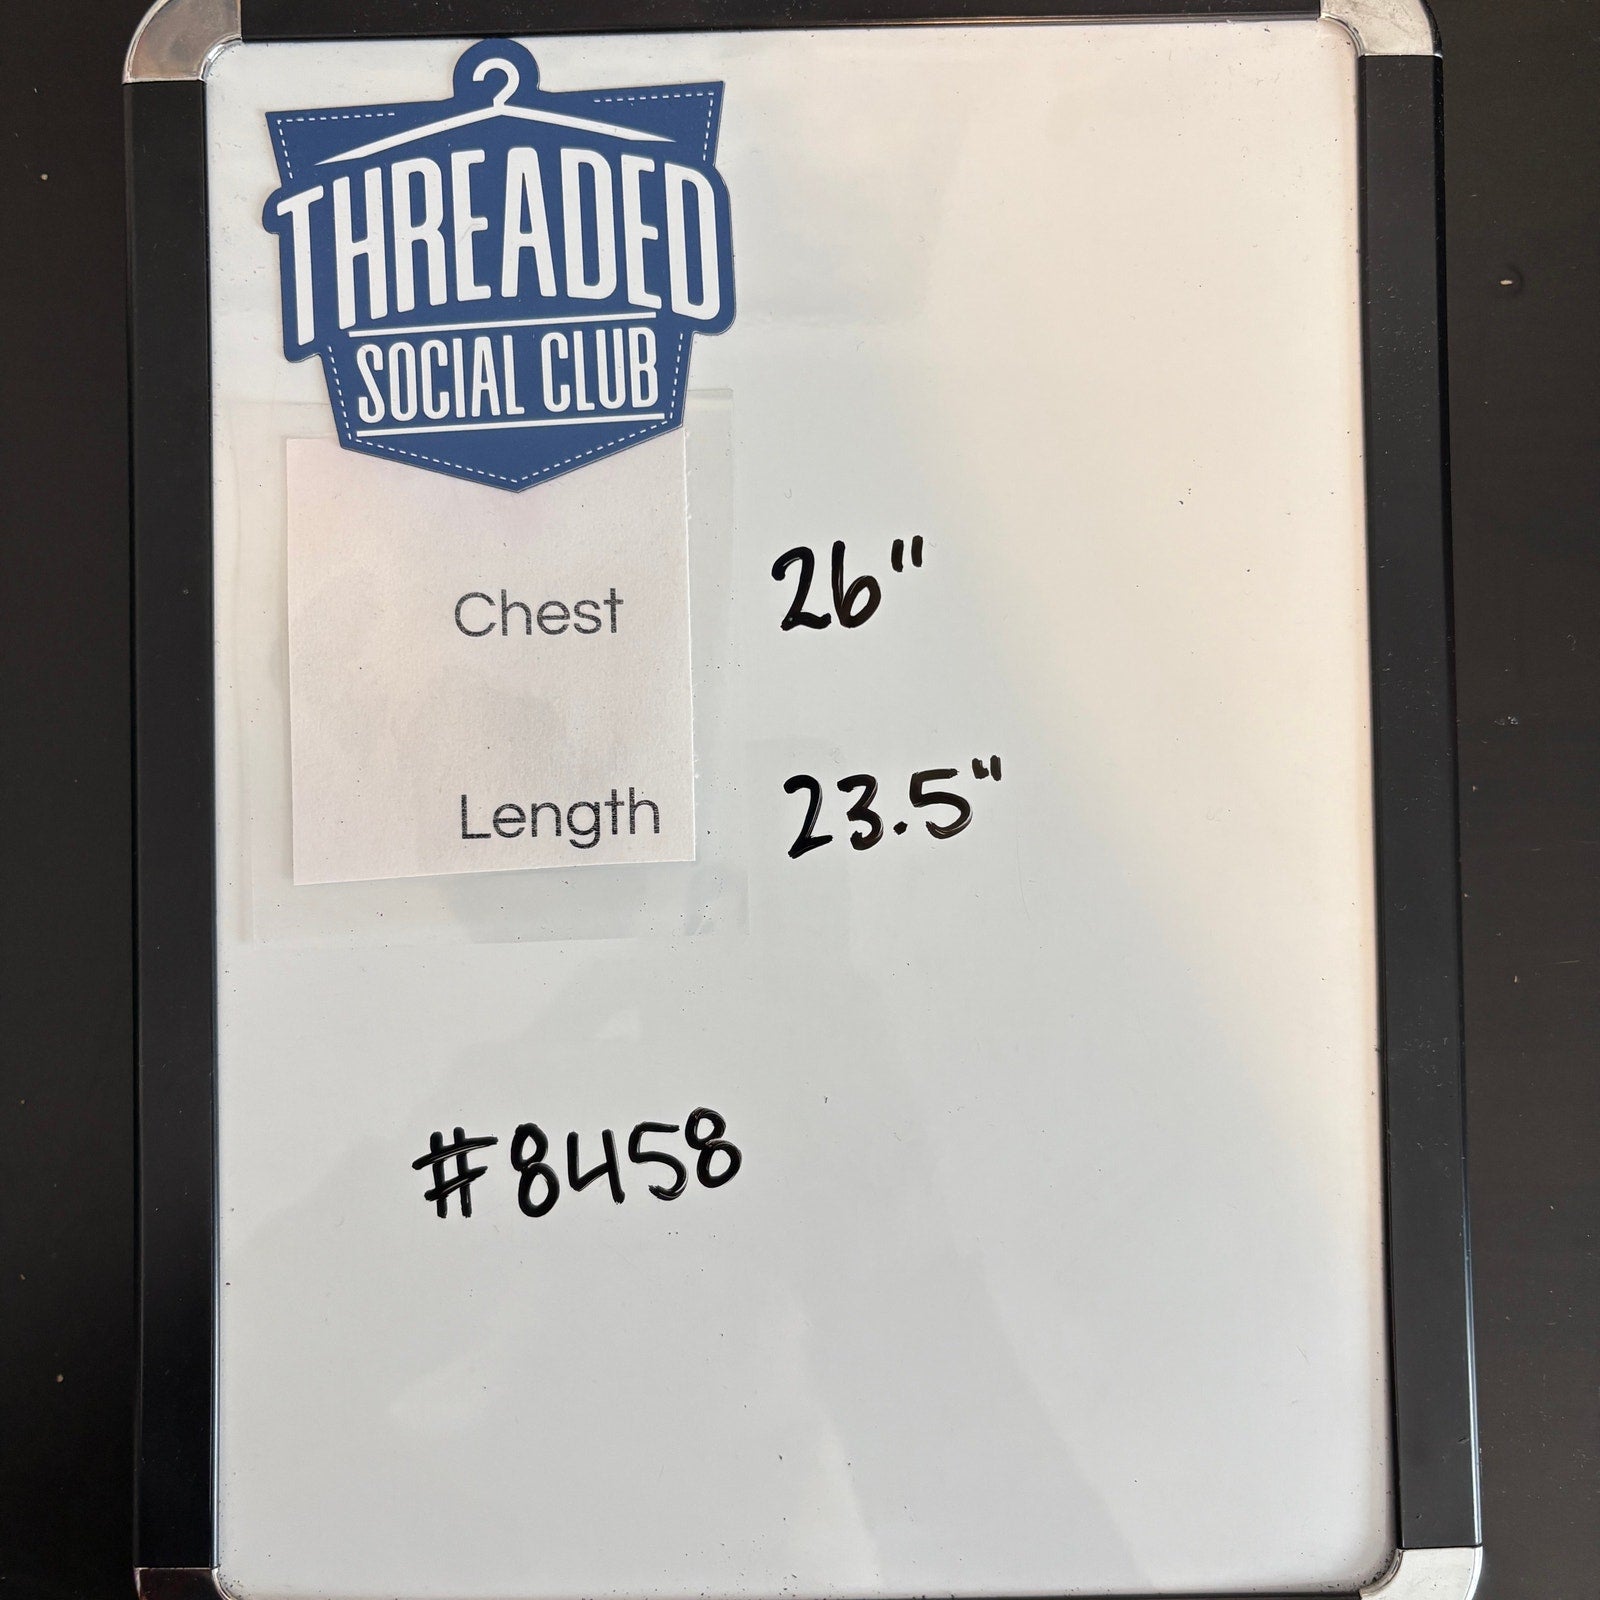 THREADED
SOCIAL CLUB
Chest 26"
Length 23.5"
#8458